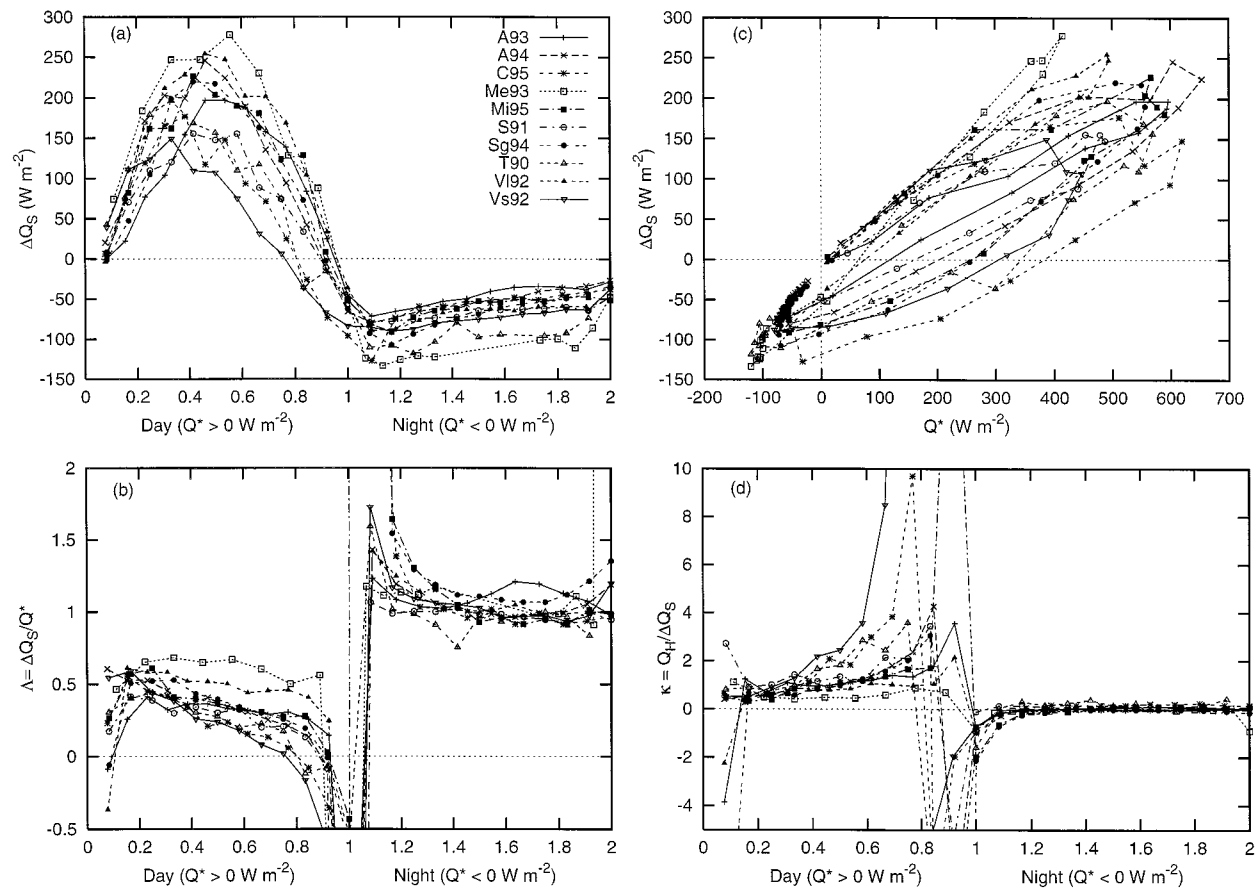 (a)
300
250
200
150
100
50
0
-50
-100
-150
ΔQS (W m-2)
0 0.2 0.4 0.6 0.8 1 1.2 1.4 1.6 1.8 2
Day (Q* > 0 W m-2)
Night (Q* < 0 W m-2)
A93
A94
C95
Me93
Mi95
S91
Sg94
T90
Vl92
Vs92
(c)
300
250
200
150
100
50
0
-50
-100
-150
ΔQS (W m-2)
-200 -100 0 100 200 300 400 500 600 700
Q* (W m-2)
(b)
2
1.5
1
0.5
0
-0.5
Λ= ΔQS/Q*
0 0.2 0.4 0.6 0.8 1 1.2 1.4 1.6 1.8 2
Day (Q* > 0 W m-2)
Night (Q* < 0 W m-2)
(d)
10
8
6
4
2
0
-2
-4
κ = QH/ΔQS
0 0.2 0.4 0.6 0.8 1 1.2 1.4 1.6 1.8 2
Day (Q* > 0 W m-2)
Night (Q* < 0 W m-2)